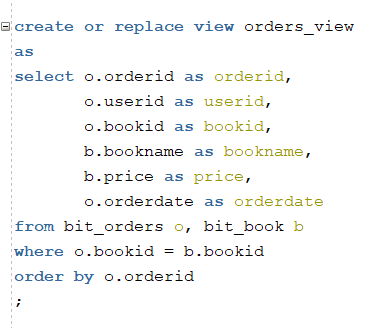 create or replace view orders_view
as
select o.orderid as orderid,
       o.userid as userid,
       o.bookid as bookid,
       b.bookname as bookname,
       b.price as price,
       o.orderdate as orderdate
from bit_orders o, bit_book b
where o.bookid = b.bookid
order by o.orderid
;